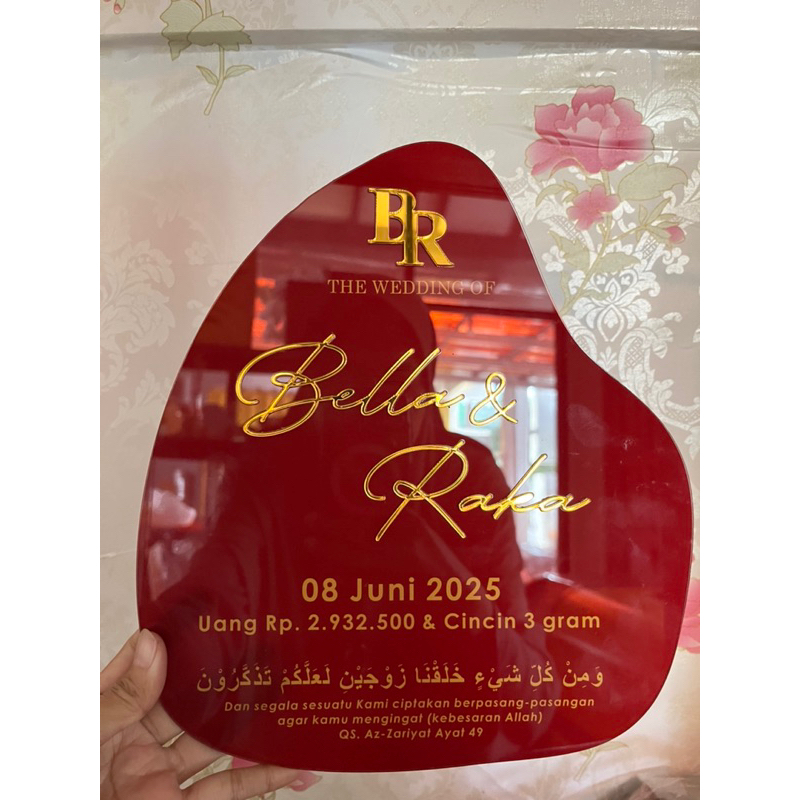 BR
THE WEDDING OF
Bella &
Raka
08 Juni 2025
Uang Rp. 2.932.500 & Cincin 3 gram
وَمِنْ كُلِّ شَيْءٍ خَلَقْنَا زَوْجَيْنِ لَعَلَّكُمْ تَذَكَّرُوْنَ
Dan segala sesuatu Kami ciptakan berpasang-pasangan
agar kamu mengingat (kebesaran Allah)
QS. Az-Zariyat Ayat 49